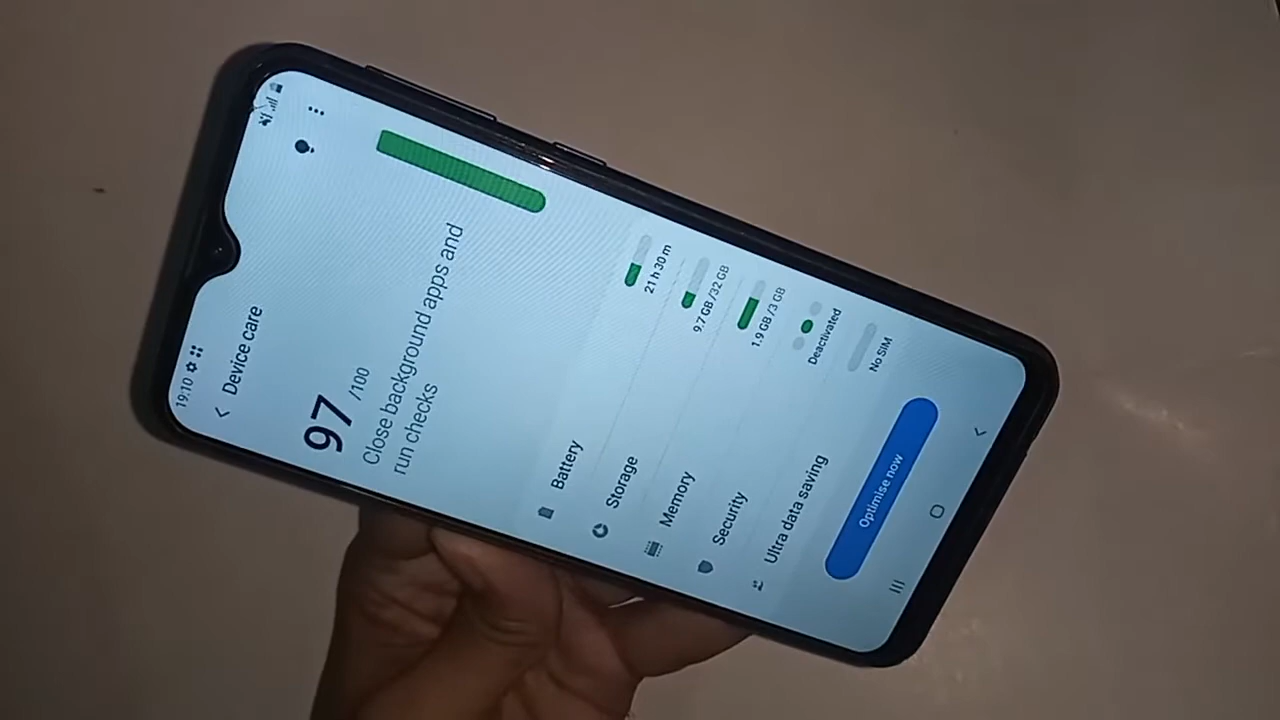 19:10
Device care
97 /100
Close background apps and
run checks
Battery 21 h 30 m
Storage 9.7 GB /32 GB
Memory 1.9 GB /3 GB
Security Deactivated
Ultra data saving No SIM
Optimise now